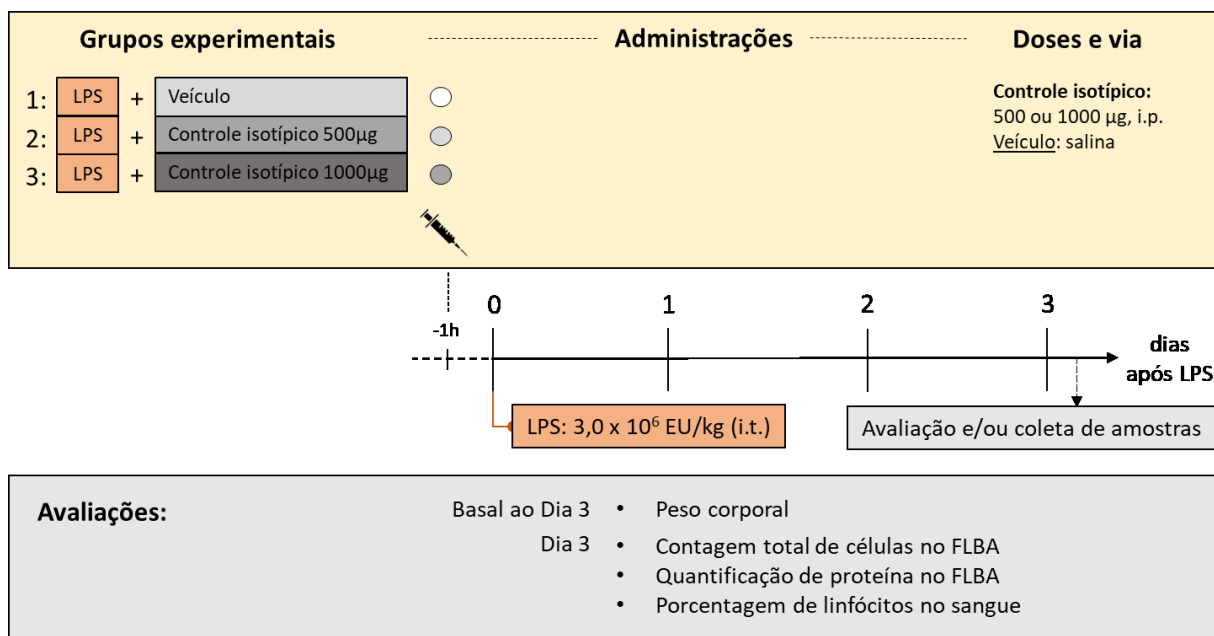 Grupos experimentais
Administrações
Doses e via
1: LPS + Veículo
2: LPS + Controle isotípico 500µg
3: LPS + Controle isotípico 1000µg
Controle isotípico:
500 ou 1000 µg, i.p.
Veículo: salina
-1h
0 1 2 3
dias
após LPS
LPS: 3,0 x 10⁶ EU/kg (i.t.)
Avaliação e/ou coleta de amostras
Avaliações:
Basal ao Dia 3 • Peso corporal
Dia 3 • Contagem total de células no FLBA
• Quantificação de proteína no FLBA
• Porcentagem de linfócitos no sangue